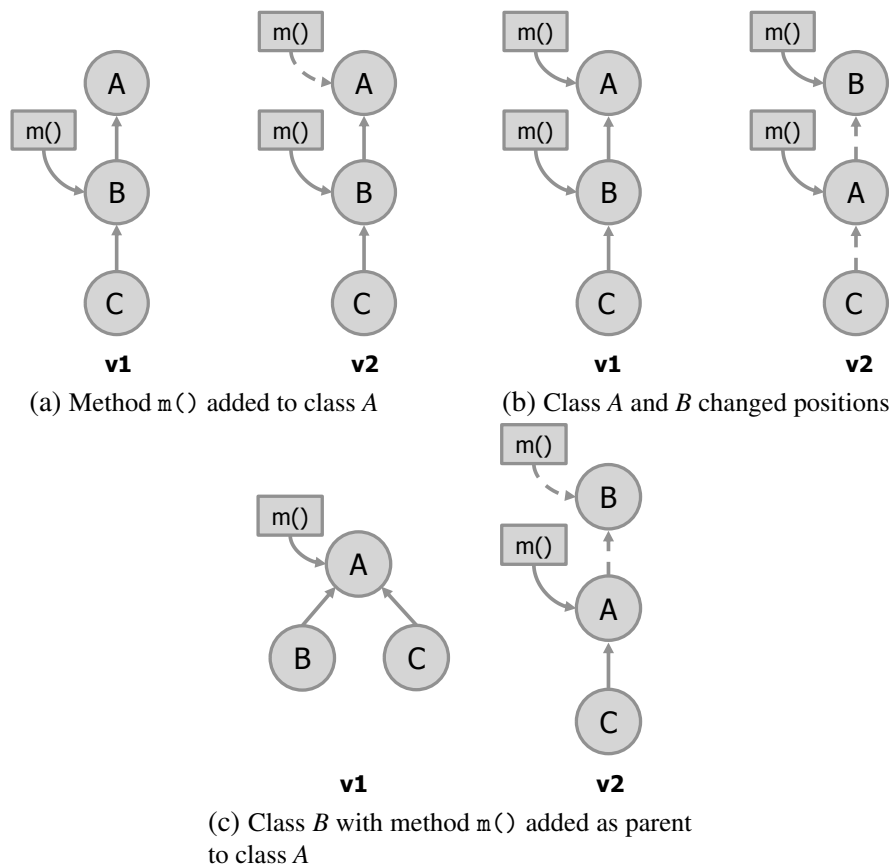 m()
A
m()
B
C
v1
m()
A
m()
B
C
v2
(a) Method m() added to class A
m()
A
m()
B
C
v1
m()
B
m()
A
C
v2
(b) Class A and B changed positions
m()
A
B
C
v1
m()
B
m()
A
C
v2
(c) Class B with method m() added as parent
to class A